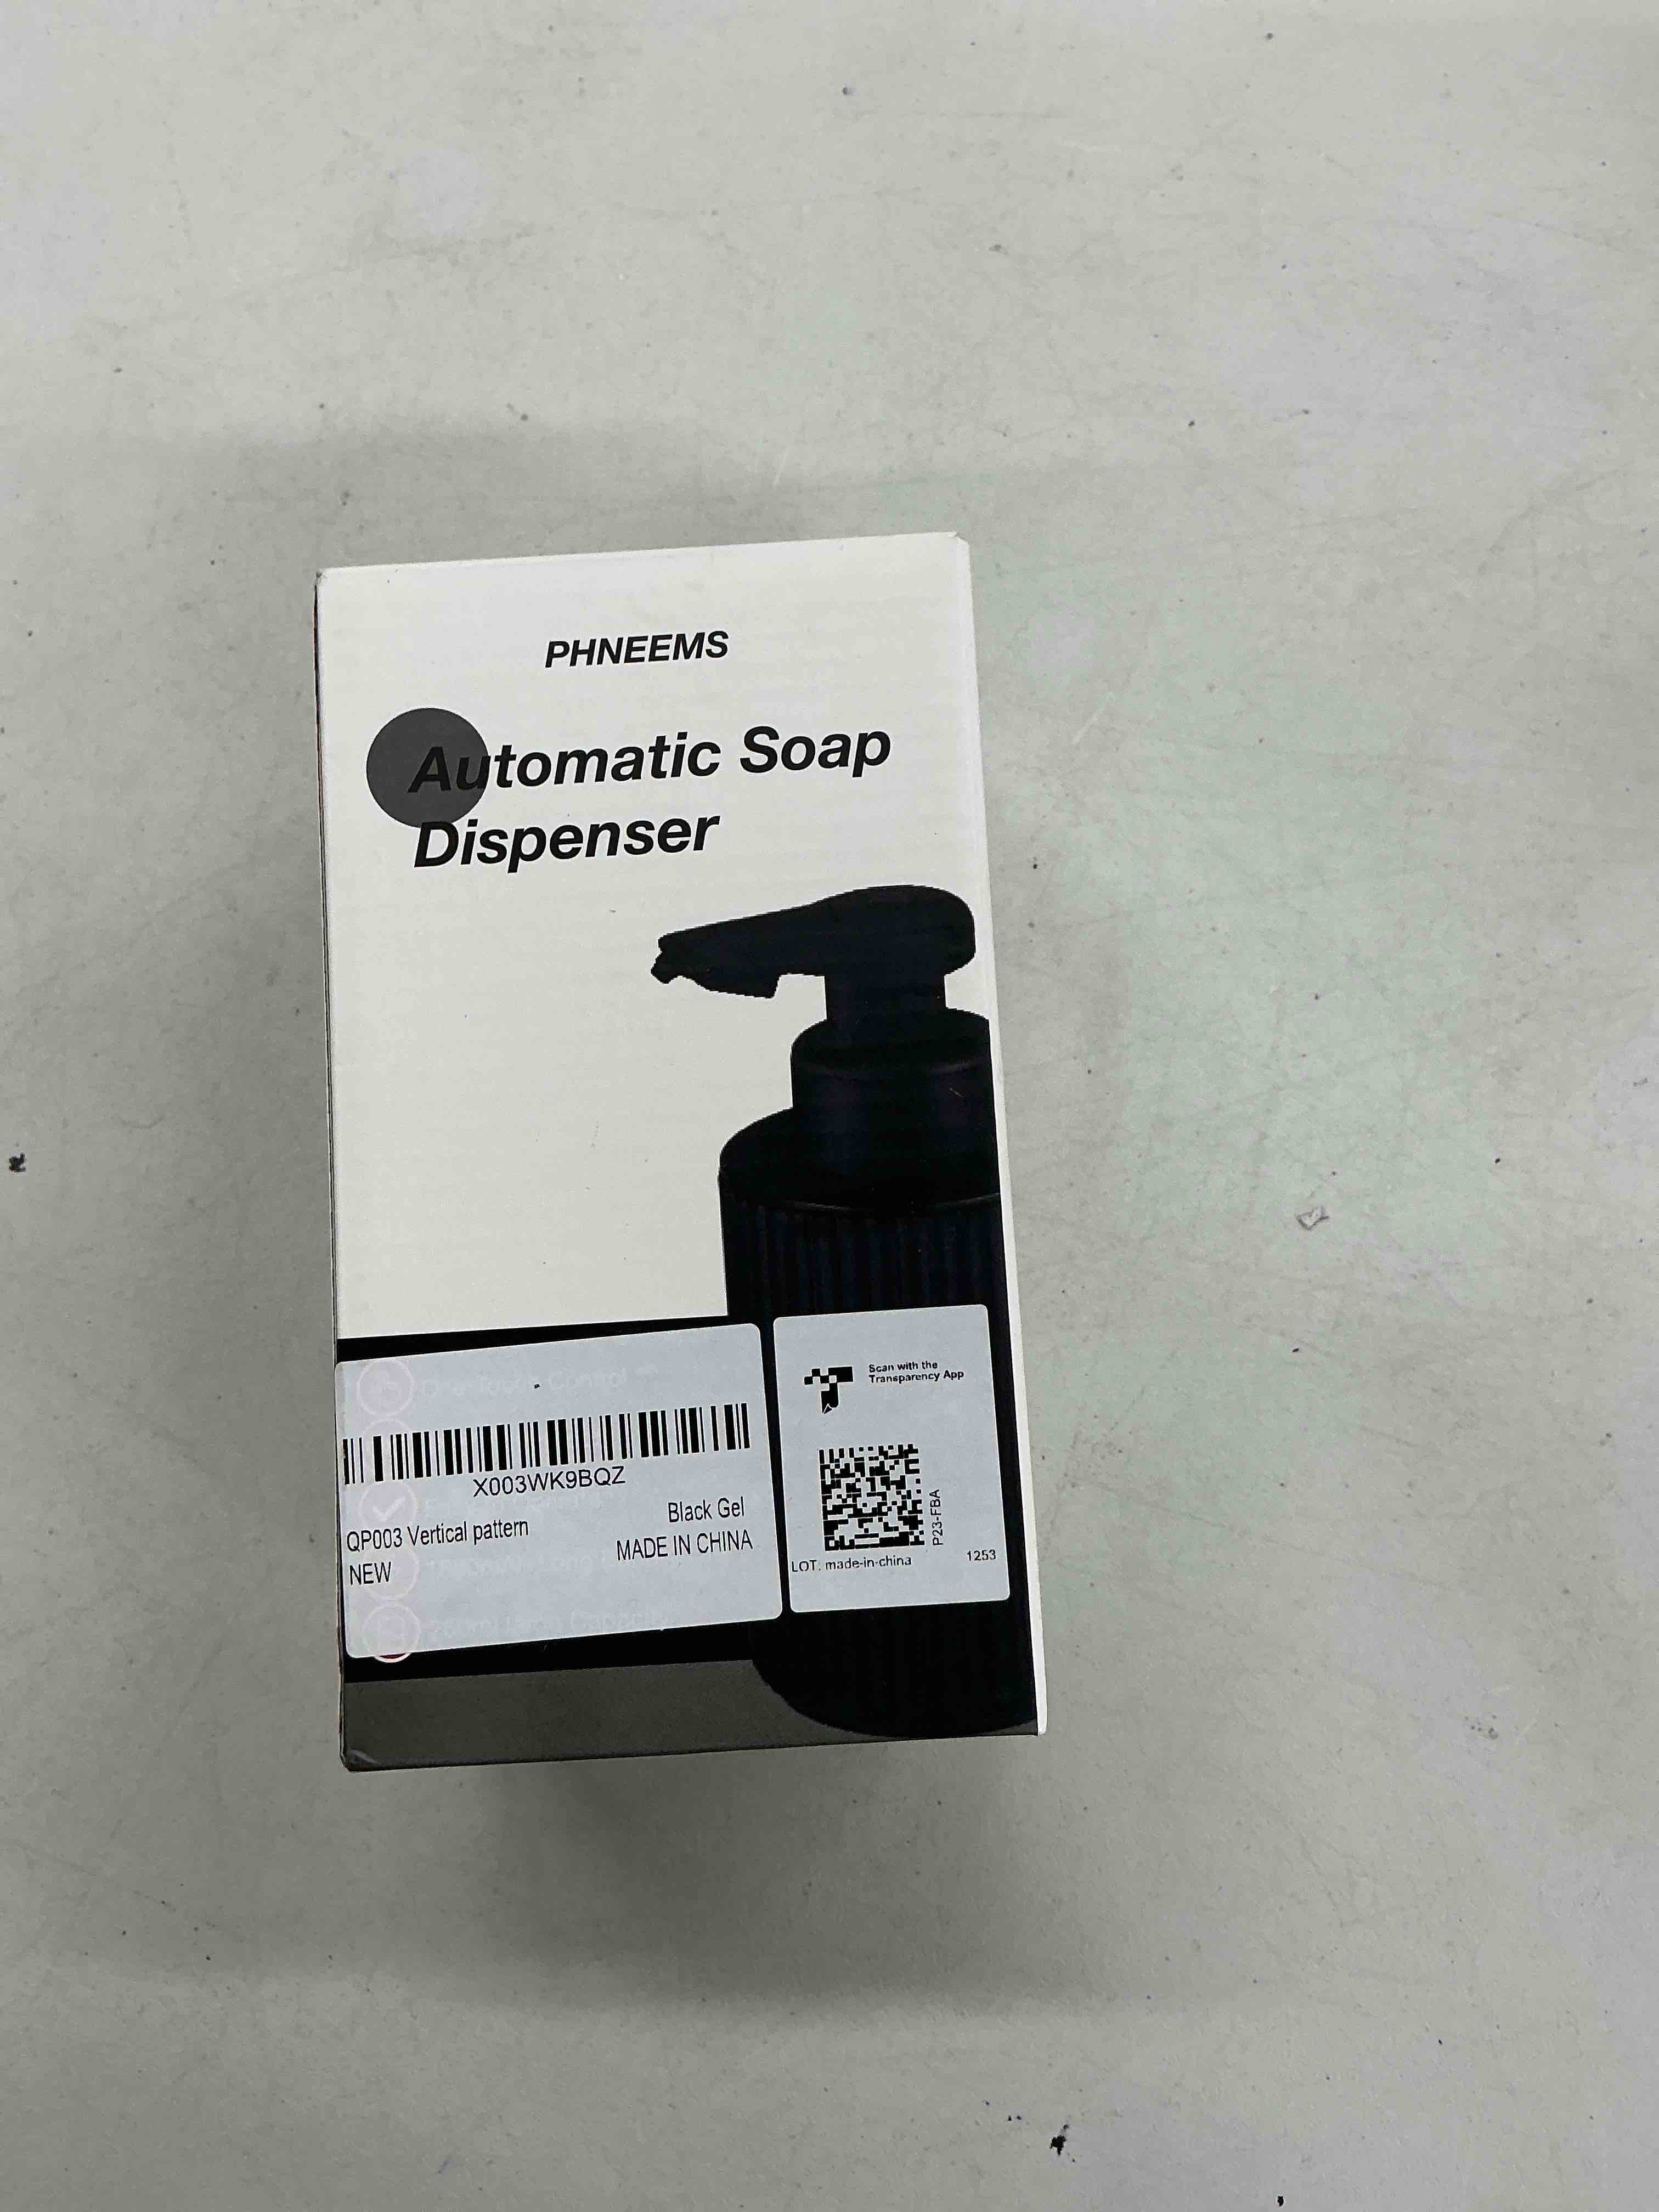 PHNEEMS
Automatic Soap
Dispenser
X003WK9BQZ
Black Gel
QP003 Vertical pattern
MADE IN CHINA
NEW
Scan with the
Transparency App
P23-FBA
LOT. made-in-china
1253